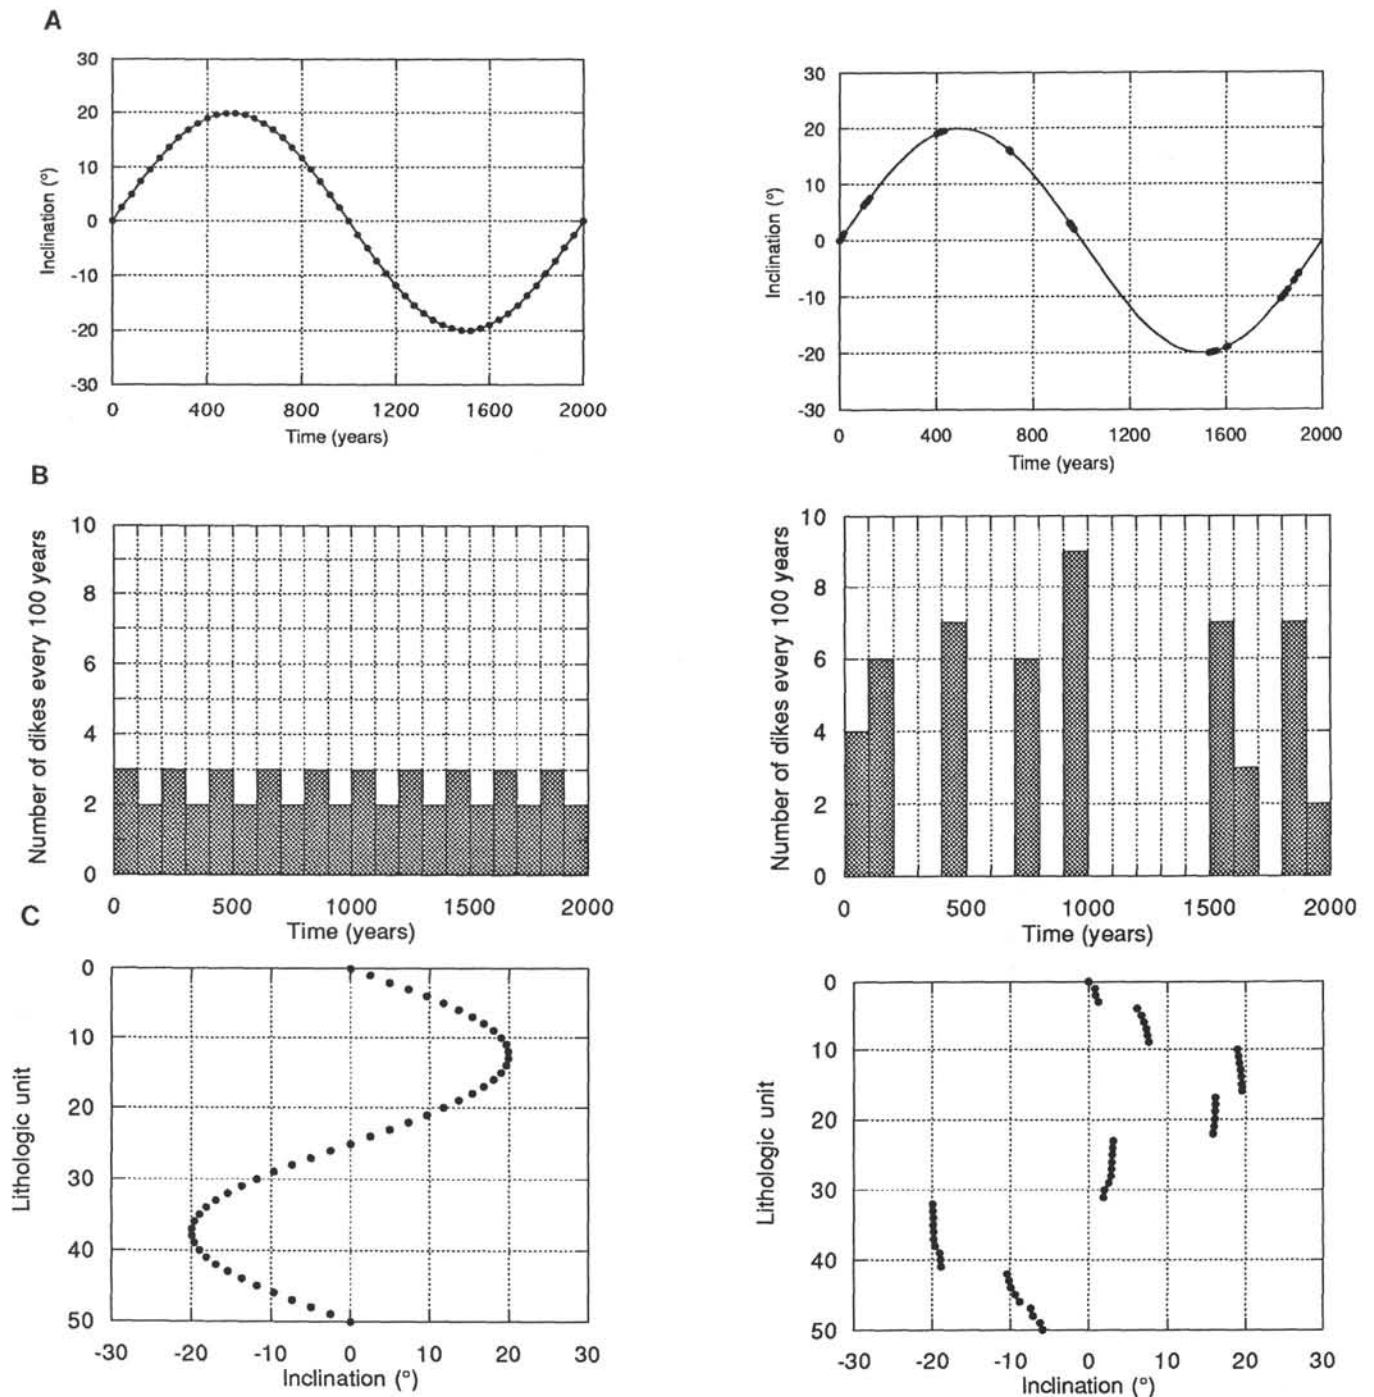 A
30
20
10
0
-10
-20
-30
Inclination (°)
0 400 800 1200 1600 2000
Time (years)
30
20
10
0
-10
-20
-30
Inclination (°)
0 400 800 1200 1600 2000
Time (years)
B
10
8
6
4
2
0
Number of dikes every 100 years
0 500 1000 1500 2000
Time (years)
10
8
6
4
2
0
Number of dikes every 100 years
0 500 1000 1500 2000
Time (years)
C
0
10
20
30
40
50
Lithologic unit
-30 -20 -10 0 10 20 30
Inclination (°)
0
10
20
30
40
50
Lithologic unit
-30 -20 -10 0 10 20 30
Inclination (°)